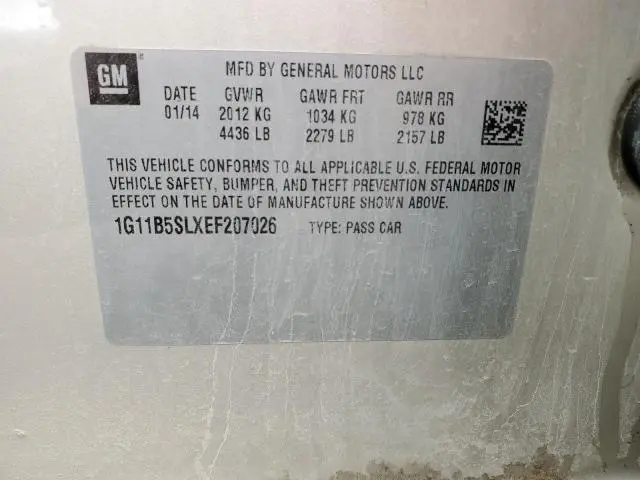 GM
MFD BY GENERAL MOTORS LLC
DATE GVWR GAWR FRT GAWR RR
01/14 2012 KG 1034 KG 978 KG
4436 LB 2279 LB 2157 LB
THIS VEHICLE CONFORMS TO ALL APPLICABLE U.S. FEDERAL MOTOR
VEHICLE SAFETY, BUMPER, AND THEFT PREVENTION STANDARDS IN
EFFECT ON THE DATE OF MANUFACTURE SHOWN ABOVE.
1G11B5SLXEF207026 TYPE: PASS CAR